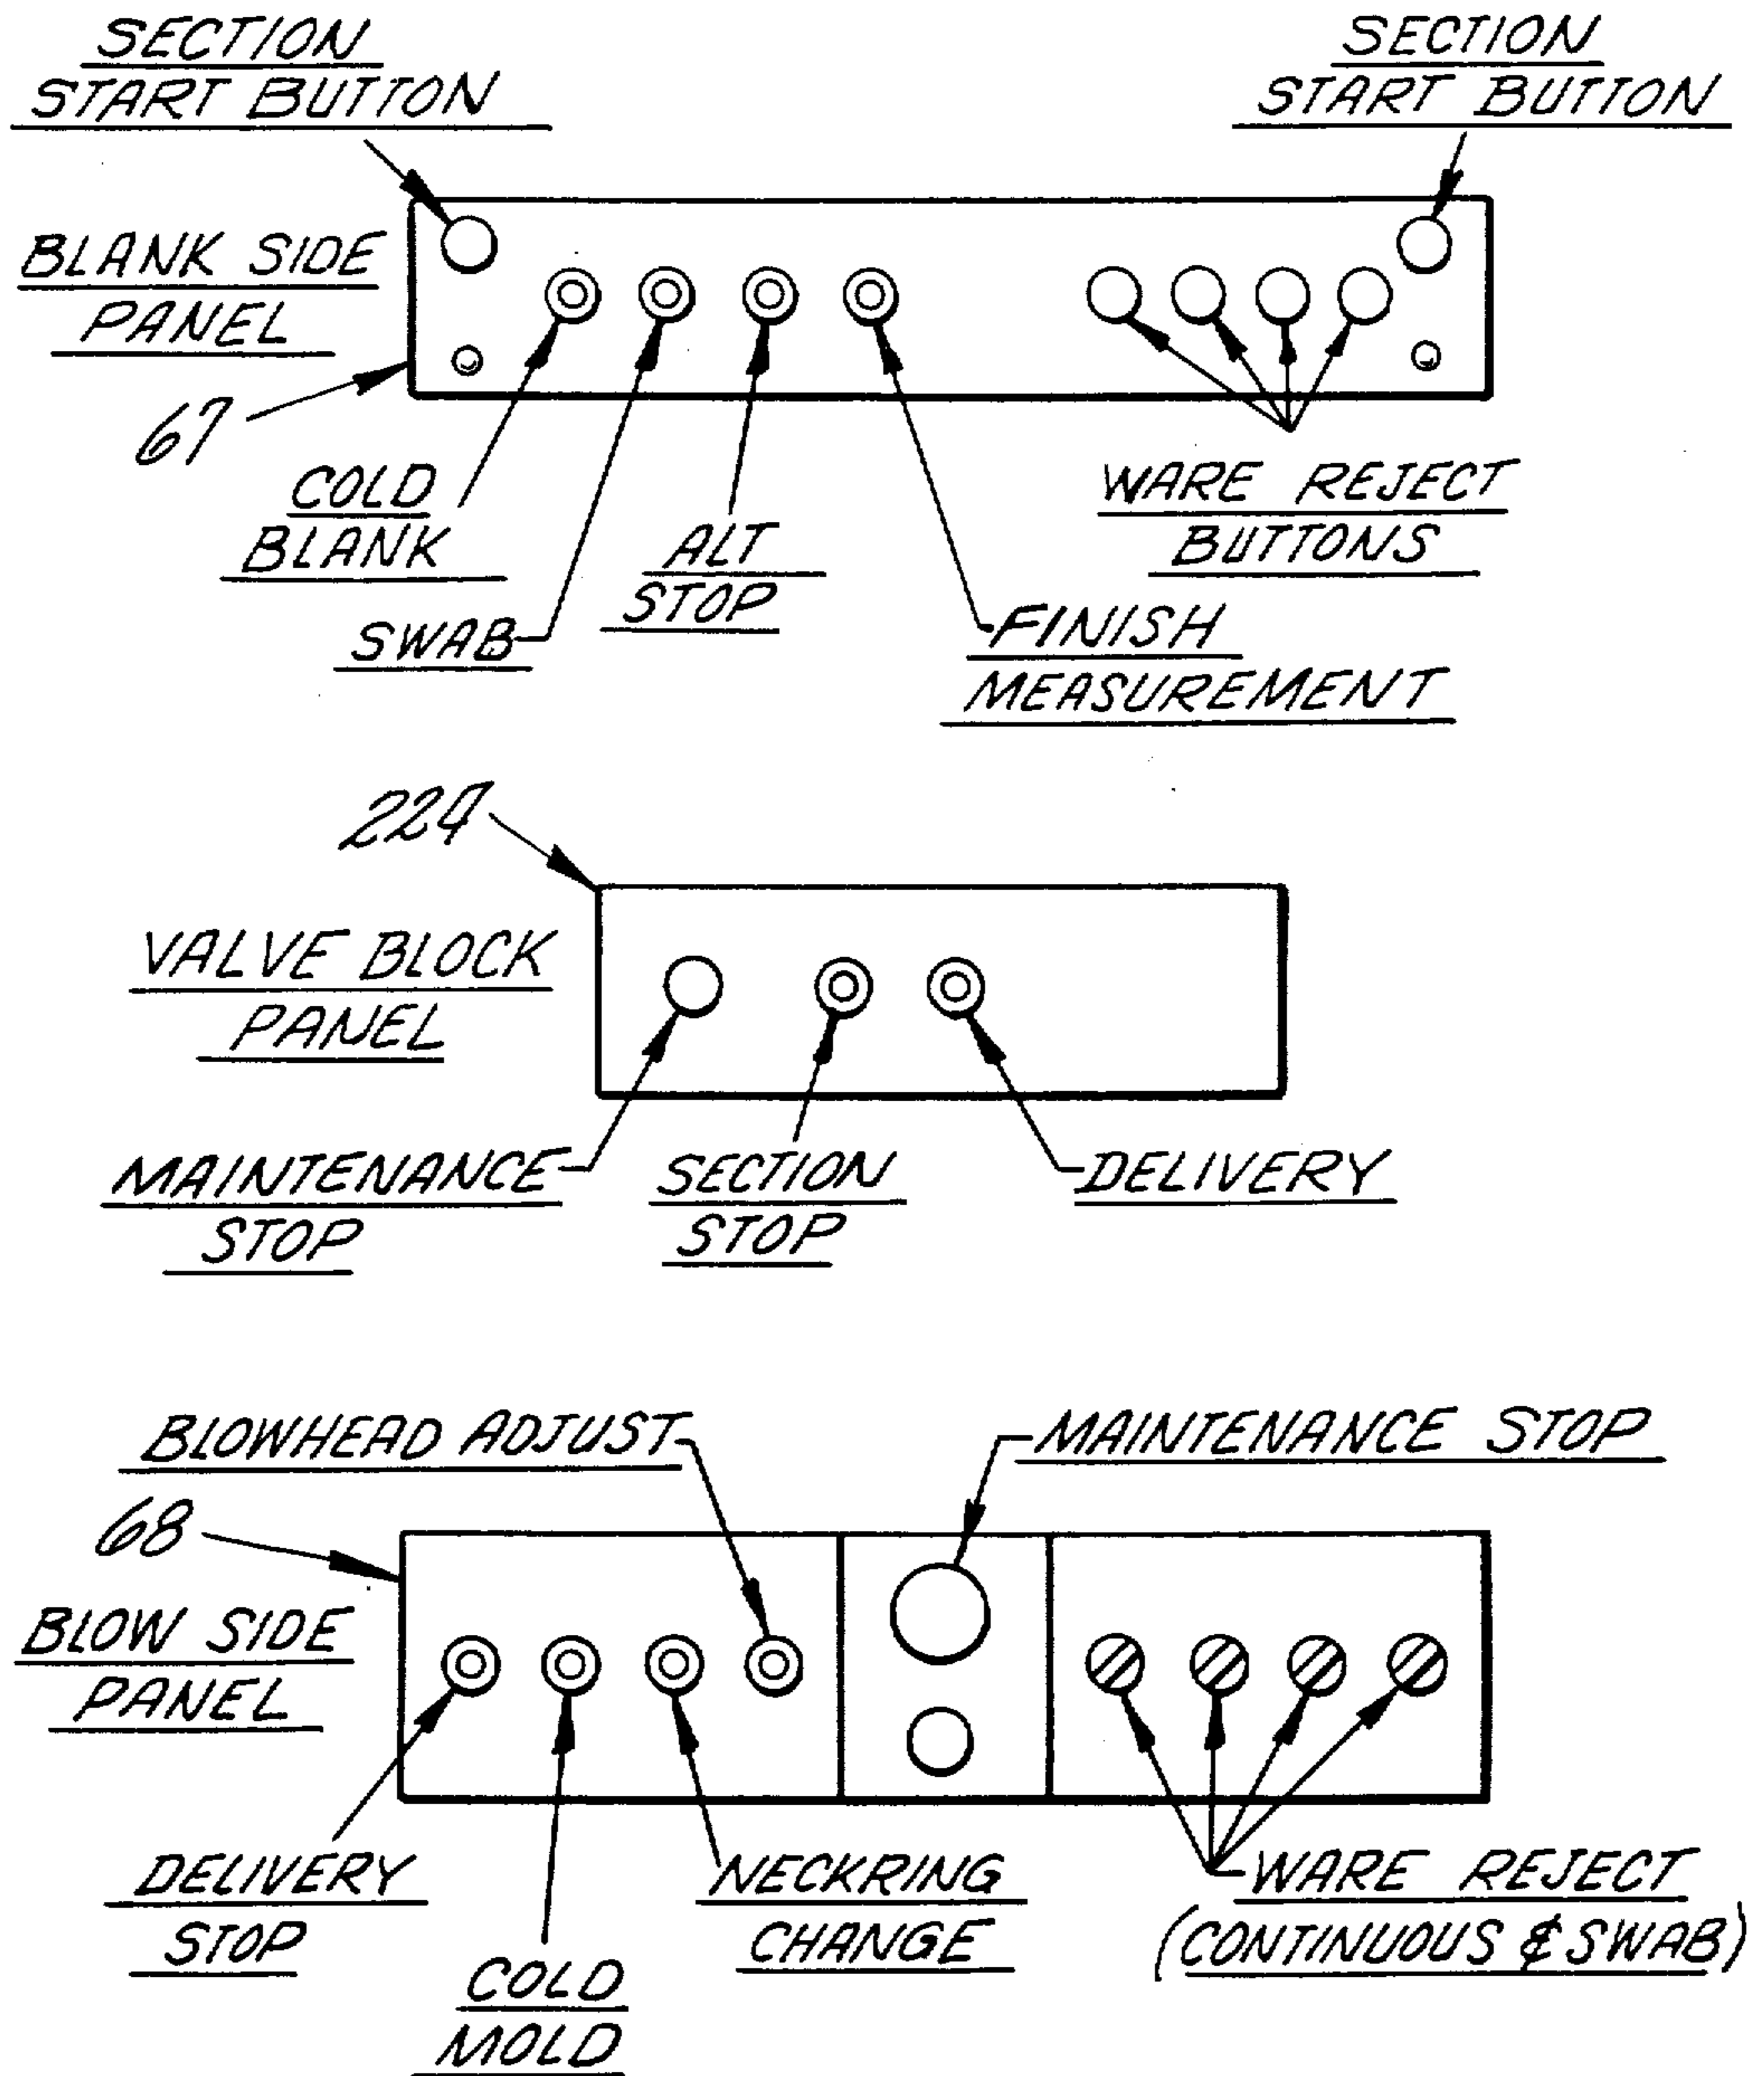 SECTION
START BUTTON
SECTION
START BUTTON
BLANK SIDE
PANEL
67
COLD
BLANK
SWAB
ALT
STOP
FINISH
MEASUREMENT
WARE REJECT
BUTTONS
224
VALVE BLOCK
PANEL
MAINTENANCE
STOP
SECTION
STOP
DELIVERY
BLOWHEAD ADJUST
MAINTENANCE STOP
68
BLOW SIDE
PANEL
DELIVERY
STOP
COLD
MOLD
NECKRING
CHANGE
WARE REJECT
(CONTINUOUS & SWAB)